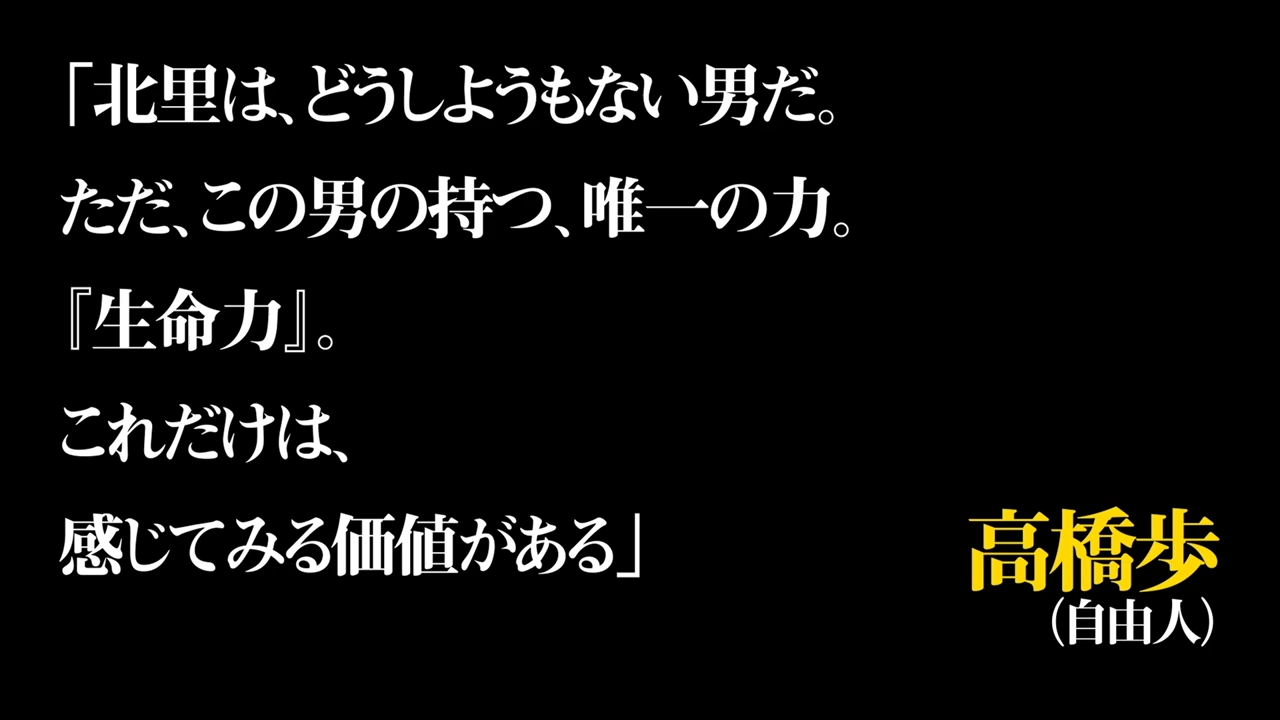 「北里は、どうしようもない男だ。
ただ、この男の持つ、唯一の力。
『生命力』。
これだけは、
感じてみる価値がある」
高橋歩
（自由人）